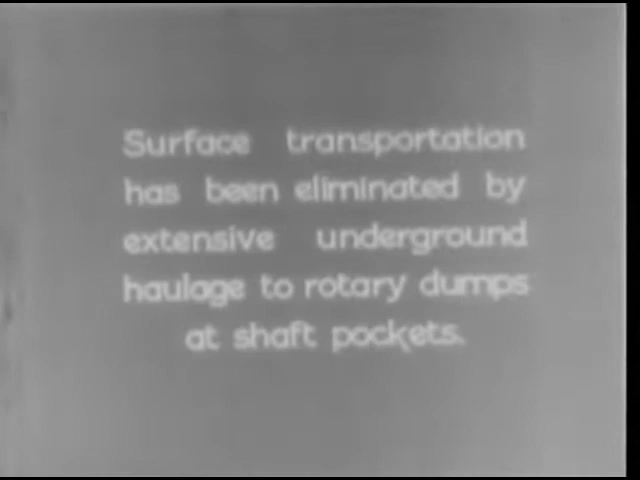 Surface transportation
has been eliminated by
extensive underground
haulage to rotary dumps
at shaft pockets.